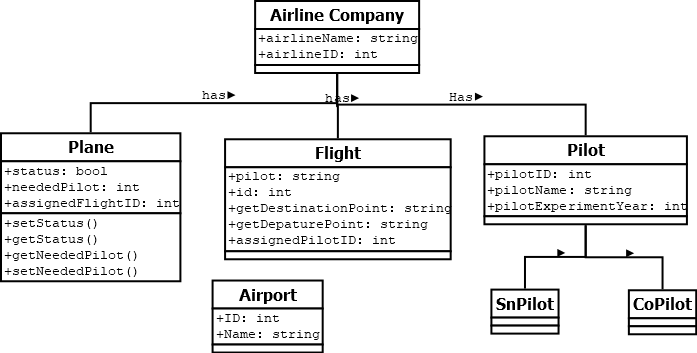 Airline Company
+airlineName: string
+airlineID: int
has
has
Has
Plane
+status: bool
+neededPilot: int
+assignedFlightID: int
+setStatus()
+getStatus()
+getNeededPilot()
+setNeededPilot()
Flight
+pilot: string
+id: int
+getDestinationPoint: string
+getDepaturePoint: string
+assignedPilotID: int
Pilot
+pilotID: int
+pilotName: string
+pilotExperimentYear: int
SnPilot
CoPilot
Airport
+ID: int
+Name: string